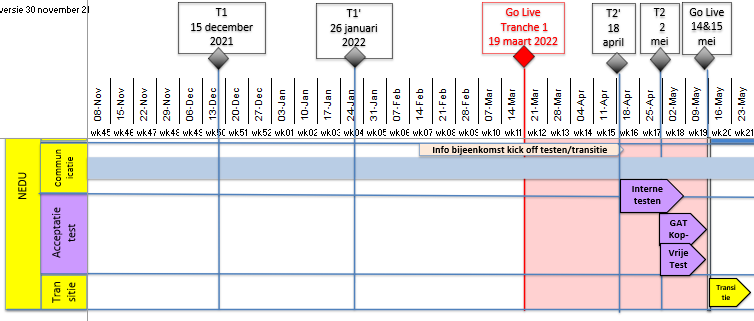 versie 30 november 21
T1
15 december
2021
T1'
26 januari
2022
Go Live
Tranche 1
19 maart 2022
T2'
18
april
T2
2
mei
Go Live
14&15
mei
08-Nov 15-Nov 22-Nov 29-Nov 06-Dec 13-Dec 20-Dec 27-Dec 03-Jan 10-Jan 17-Jan 24-Jan 31-Jan 07-Feb 14-Feb 21-Feb 28-Feb 07-Mar 14-Mar 21-Mar 28-Mar 04-Apr 11-Apr 18-Apr 25-Apr 02-May 09-May 16-May 23-May
wk45 wk46 wk47 wk48 wk49 wk50 wk51 wk52 wk01 wk02 wk03 wk04 wk05 wk06 wk07 wk08 wk09 wk10 wk11 wk12 wk13 wk14 wk15 wk16 wk17 wk18 wk19 wk20 wk21
NEDU
Commun
icatie
Info bijeenkomst kick off testen/transitie
Acceptatie
test
Interne
testen
GAT
Kop-
Vrije
Test
Tran
sitie
Transi
tie